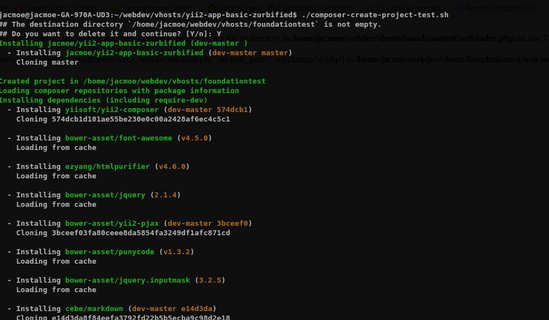 jacmoe@jacmoe-GA-970A-UD3:~/webdev/vhosts/yii2-app-basic-zurbified$ ./composer-create-project-test.sh
## The destination directory `/home/jacmoe/webdev/vhosts/foundationtest` is not empty.
## Do you want to delete it and continue? [Y/n]: Y
Installing jacmoe/yii2-app-basic-zurbified (dev-master )
- Installing jacmoe/yii2-app-basic-zurbified (dev-master master)
Cloning master
Created project in /home/jacmoe/webdev/vhosts/foundationtest
Loading composer repositories with package information
Installing dependencies (including require-dev)
- Installing yiisoft/yii2-composer (dev-master 574dcb1)
Cloning 574dcb1d101ae55be230e0c00a2428af6ec4c5c1
- Installing bower-asset/font-awesome (v4.5.0)
Loading from cache
- Installing ezyang/htmlpurifier (v4.6.0)
Loading from cache
- Installing bower-asset/jquery (2.1.4)
Loading from cache
- Installing bower-asset/yii2-pjax (dev-master 3bceef0)
Cloning 3bceef03fa80ceee8da5854fa3249df1afc871cd
- Installing bower-asset/punycode (v1.3.2)
Loading from cache
- Installing bower-asset/jquery.inputmask (3.2.5)
Loading from cache
- Installing cebe/markdown (dev-master e14d3da)
Cloning e14d3da8f84eefa3792fd22b5b5ecba9c98d2e18